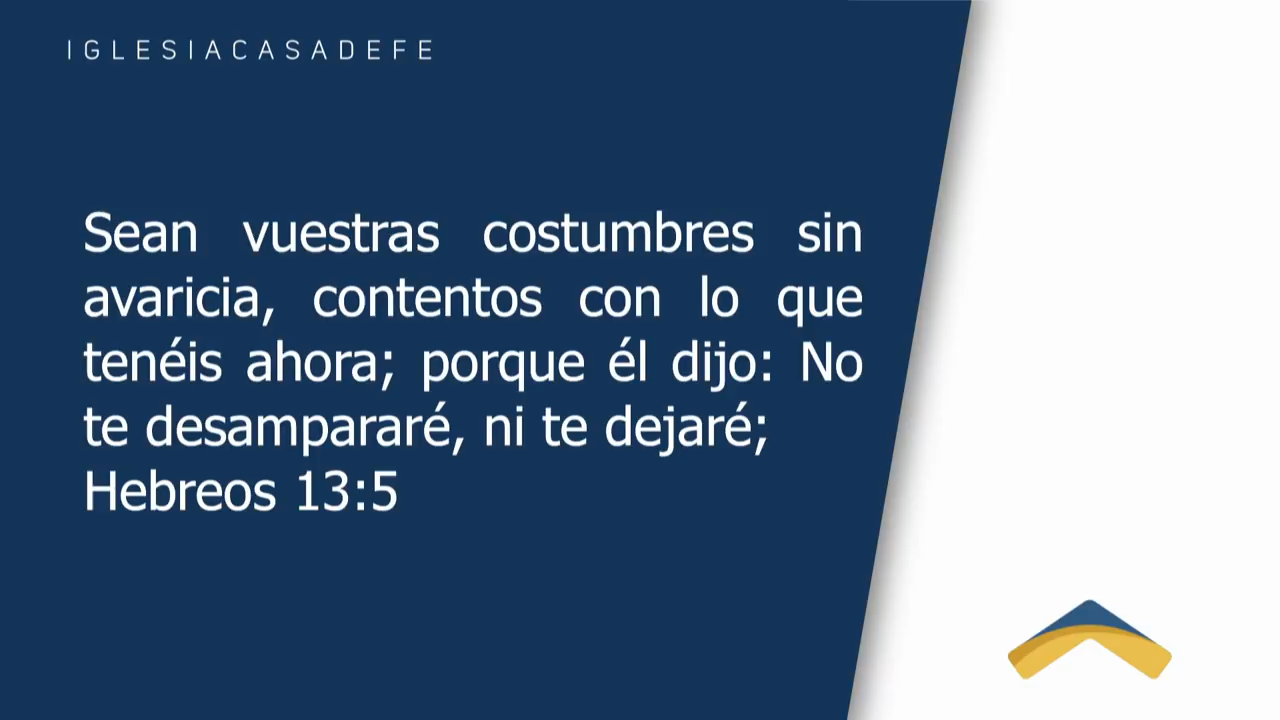 IGLESIACASADEFE
Sean vuestras costumbres sin
avaricia, contentos con lo que
tenéis ahora; porque él dijo: No
te desampararé, ni te dejaré;
Hebreos 13:5